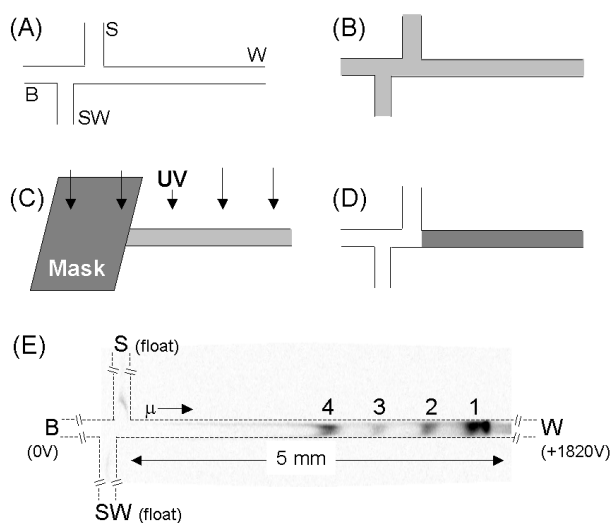 (A)
S
W
B
SW
(B)
(C)
UV
Mask
(D)
(E)
S (float)
μ
4 3 2 1
B
(0V)
W
(+1820V)
5 mm
SW (float)